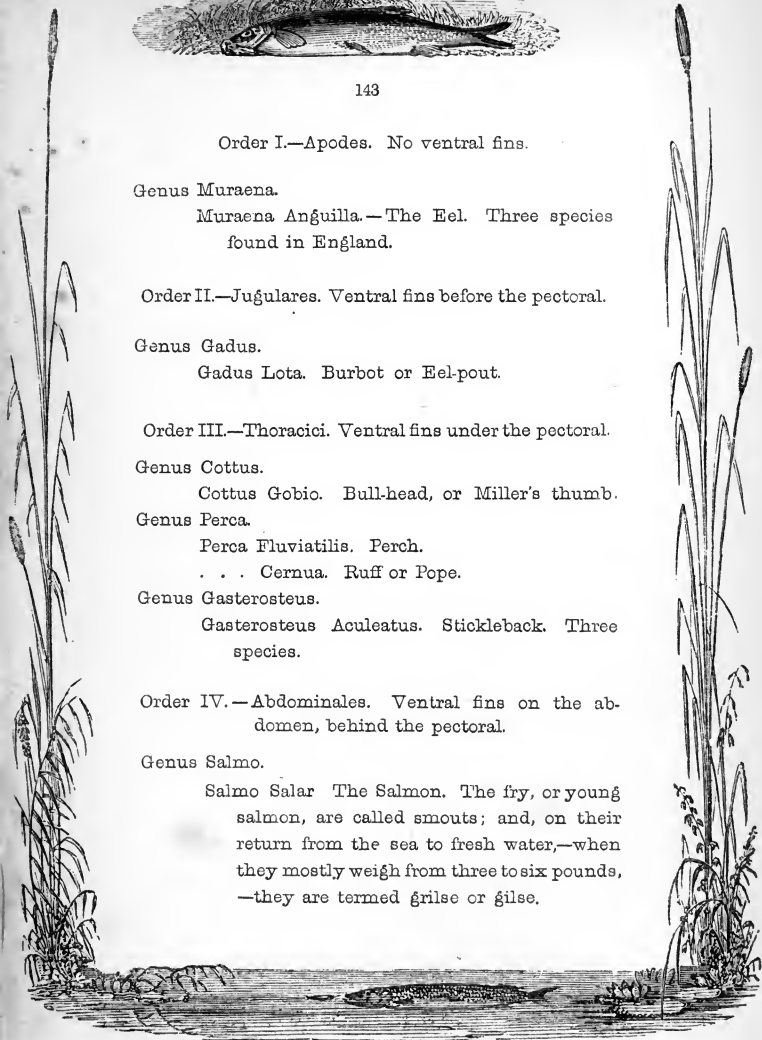 143
Order I.—Apodes. No ventral fins.
Genus Muraena.
Muraena Anguilla.—The Eel. Three species
found in England.
Order II.—Jugulares. Ventral fins before the pectoral.
Genus Gadus.
Gadus Lota. Burbot or Eel-pout.
Order III.—Thoracici. Ventral fins under the pectoral.
Genus Cottus.
Cottus Gobio. Bull-head, or Miller's thumb.
Genus Perca.
Perca Fluviatilis. Perch.
. . . Cernua. Ruff or Pope.
Genus Gasterosteus.
Gasterosteus Aculeatus. Stickleback. Three
species.
Order IV.—Abdominales. Ventral fins on the ab-
domen, behind the pectoral.
Genus Salmo.
Salmo Salar The Salmon. The fry, or young
salmon, are called smouts; and, on their
return from the sea to fresh water,—when
they mostly weigh from three to six pounds,
—they are termed grilse or gilse.